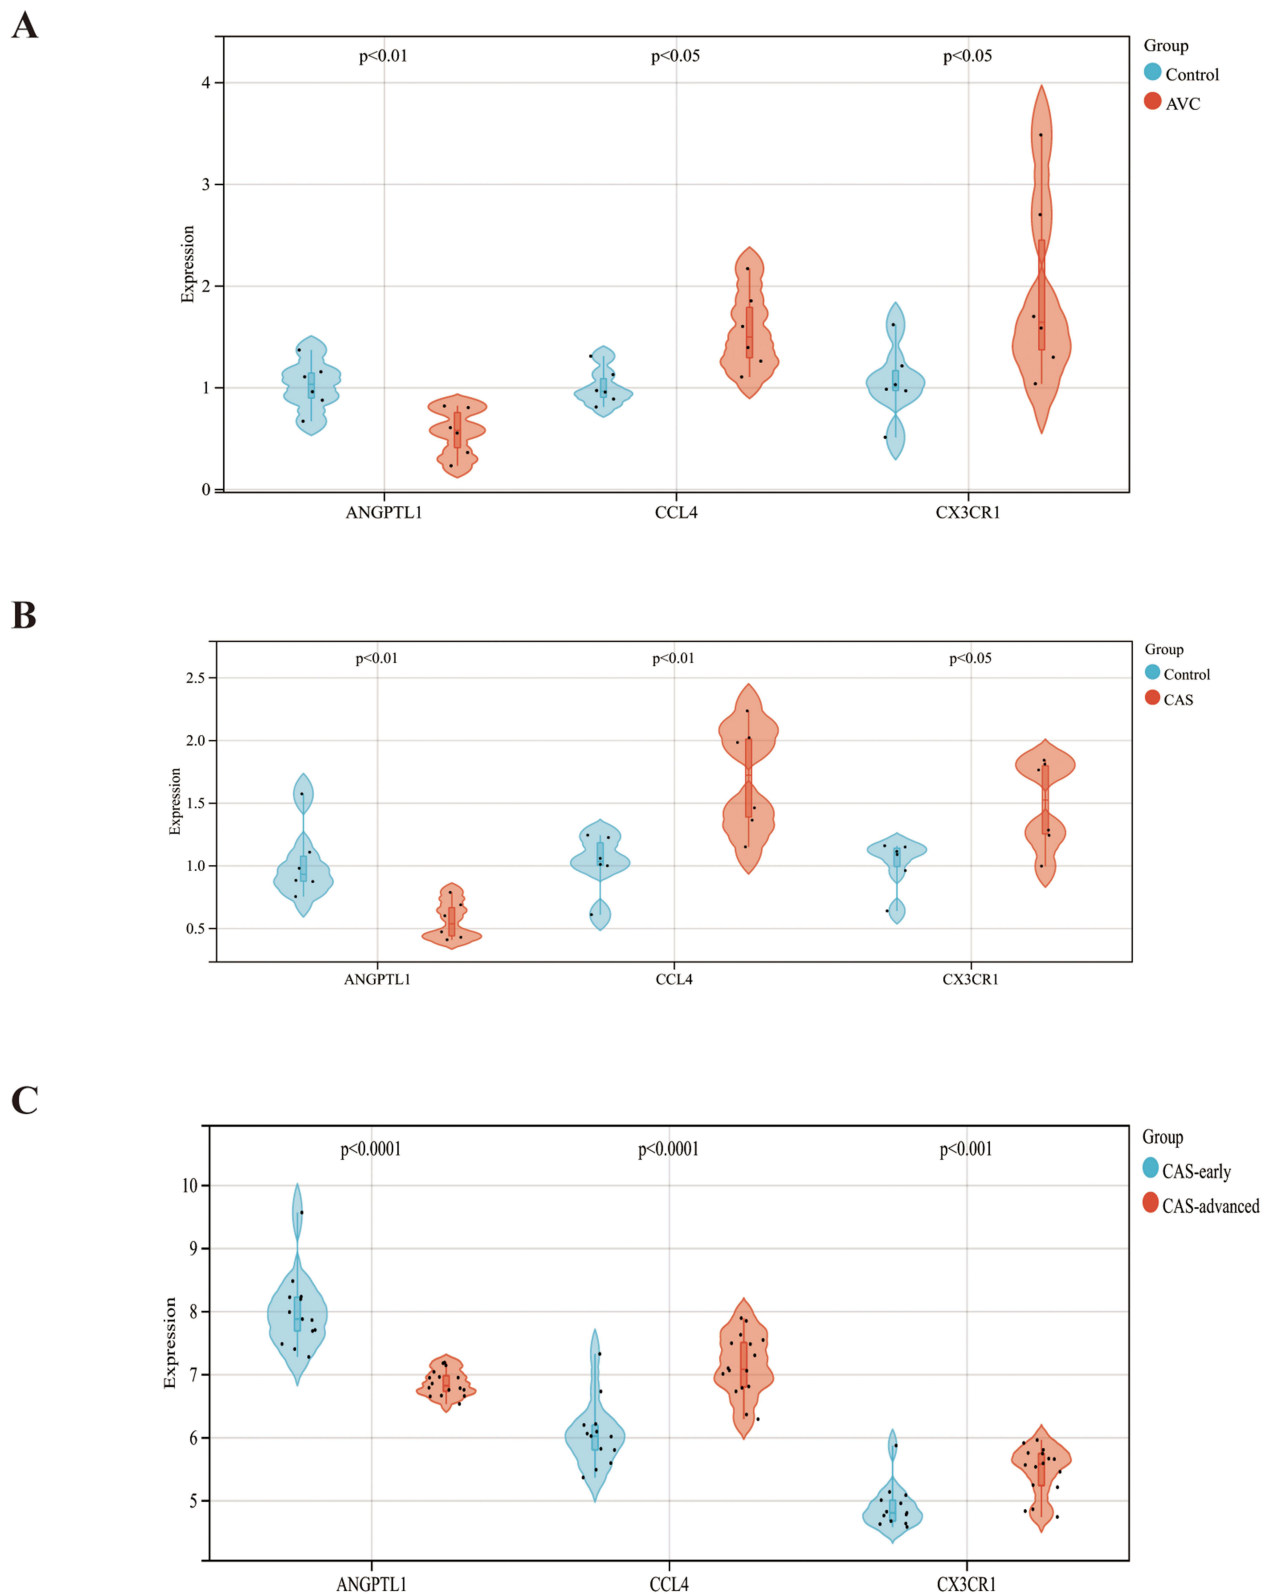 A
p<0.01 p<0.05 p<0.05
Group
Control
AVC
4
3
2
1
0
Expression
ANGPTL1 CCL4 CX3CR1
B
p<0.01 p<0.01 p<0.05
Group
Control
CAS
2.5
2.0
1.5
1.0
0.5
Expression
ANGPTL1 CCL4 CX3CR1
C
p<0.0001 p<0.0001 p<0.001
Group
CAS-early
CAS-advanced
10
9
8
7
6
5
Expression
ANGPTL1 CCL4 CX3CR1